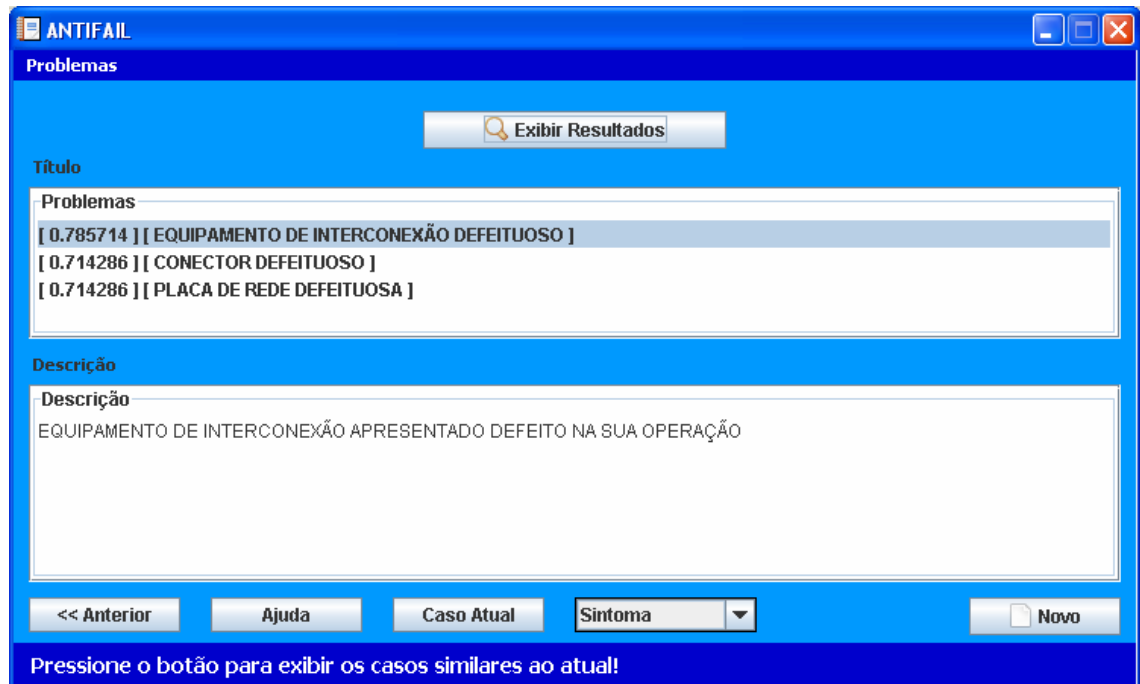 ANTIFAIL
Problemas
Exibir Resultados
Título
Problemas
[ 0.785714 ] [ EQUIPAMENTO DE INTERCONEXÃO DEFEITUOSO ]
[ 0.714286 ] [ CONECTOR DEFEITUOSO ]
[ 0.714286 ] [ PLACA DE REDE DEFEITUOSA ]
Descrição
Descrição
EQUIPAMENTO DE INTERCONEXÃO APRESENTADO DEFEITO NA SUA OPERAÇÃO
<< Anterior Ajuda Caso Atual Sintoma Novo
Pressione o botão para exibir os casos similares ao atual!